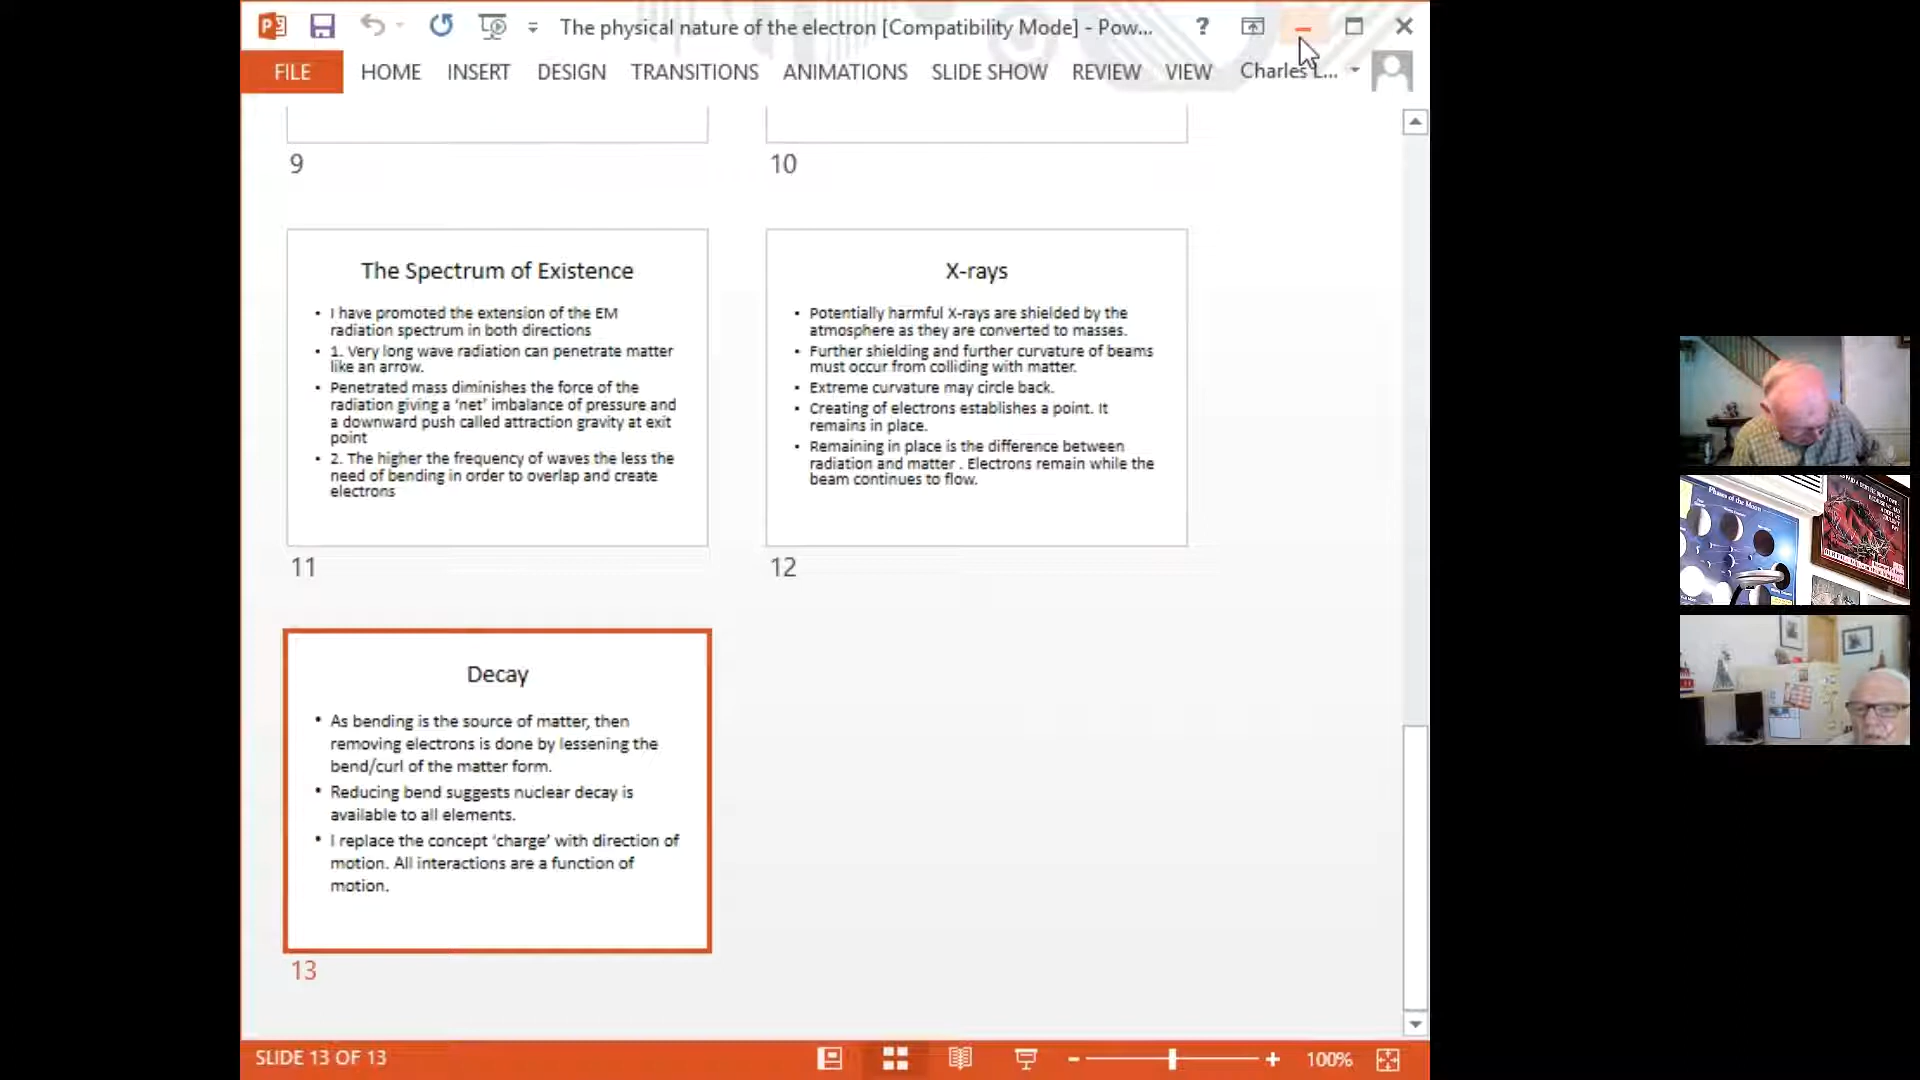 The physical nature of the electron [Compatibility Mode] - Pow...
?
FILE HOME INSERT DESIGN TRANSITIONS ANIMATIONS SLIDE SHOW REVIEW VIEW Charles L...
9
10
The Spectrum of Existence
• I have promoted the extension of the EM
radiation spectrum in both directions
• 1. Very long wave radiation can penetrate matter
like an arrow.
• Penetrated mass diminishes the force of the
radiation giving a ‘net’ imbalance of pressure and
a downward push called attraction gravity at exit
point
• 2. The higher the frequency of waves the less the
need of bending in order to overlap and create
electrons
11
X-rays
• Potentially harmful X-rays are shielded by the
atmosphere as they are converted to masses.
• Further shielding and further curvature of beams
must occur from colliding with matter.
• Extreme curvature may circle back.
• Creating of electrons establishes a point. It
remains in place.
• Remaining in place is the difference between
radiation and matter . Electrons remain while the
beam continues to flow.
12
Decay
• As bending is the source of matter, then
removing electrons is done by lessening the
bend/curl of the matter form.
• Reducing bend suggests nuclear decay is
available to all elements.
• I replace the concept ‘charge’ with direction of
motion. All interactions are a function of
motion.
13
SLIDE 13 OF 13
100%
Phases of the Moon